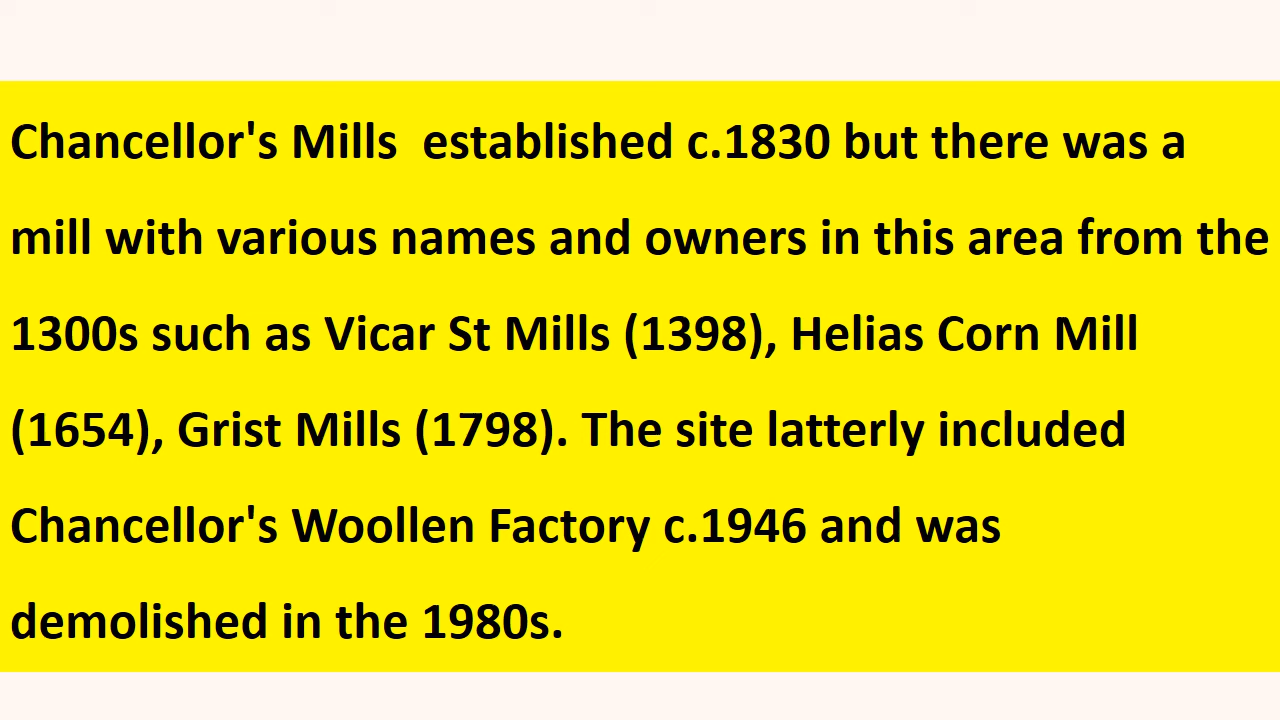 Chancellor's Mills  established c.1830 but there was a
mill with various names and owners in this area from the
1300s such as Vicar St Mills (1398), Helias Corn Mill
(1654), Grist Mills (1798). The site latterly included
Chancellor's Woollen Factory c.1946 and was
demolished in the 1980s.